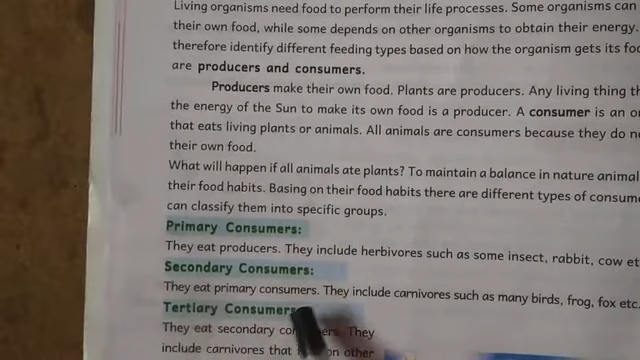 Living organisms need food to perform their life processes. Some organisms can
their own food, while some depends on other organisms to obtain their energy.
therefore identify different feeding types based on how the organism gets its
are producers and consumers.
Producers make their own food. Plants are producers. Any living thing
the energy of the Sun to make its own food is a producer. A consumer is an
that eats living plants or animals. All animals are consumers because they do
their own food.
What will happen if all animals ate plants? To maintain a balance in nature animal
their food habits. Basing on their food habits there are different types of
can classify them into specific groups.
Primary Consumers:
They eat producers. They include herbivores such as some insect, rabbit, cow
Secondary Consumers:
They eat primary consumers. They include carnivores such as many birds, frog, fox etc.
Tertiary Consumers
They eat secondary They
include carnivores that on other